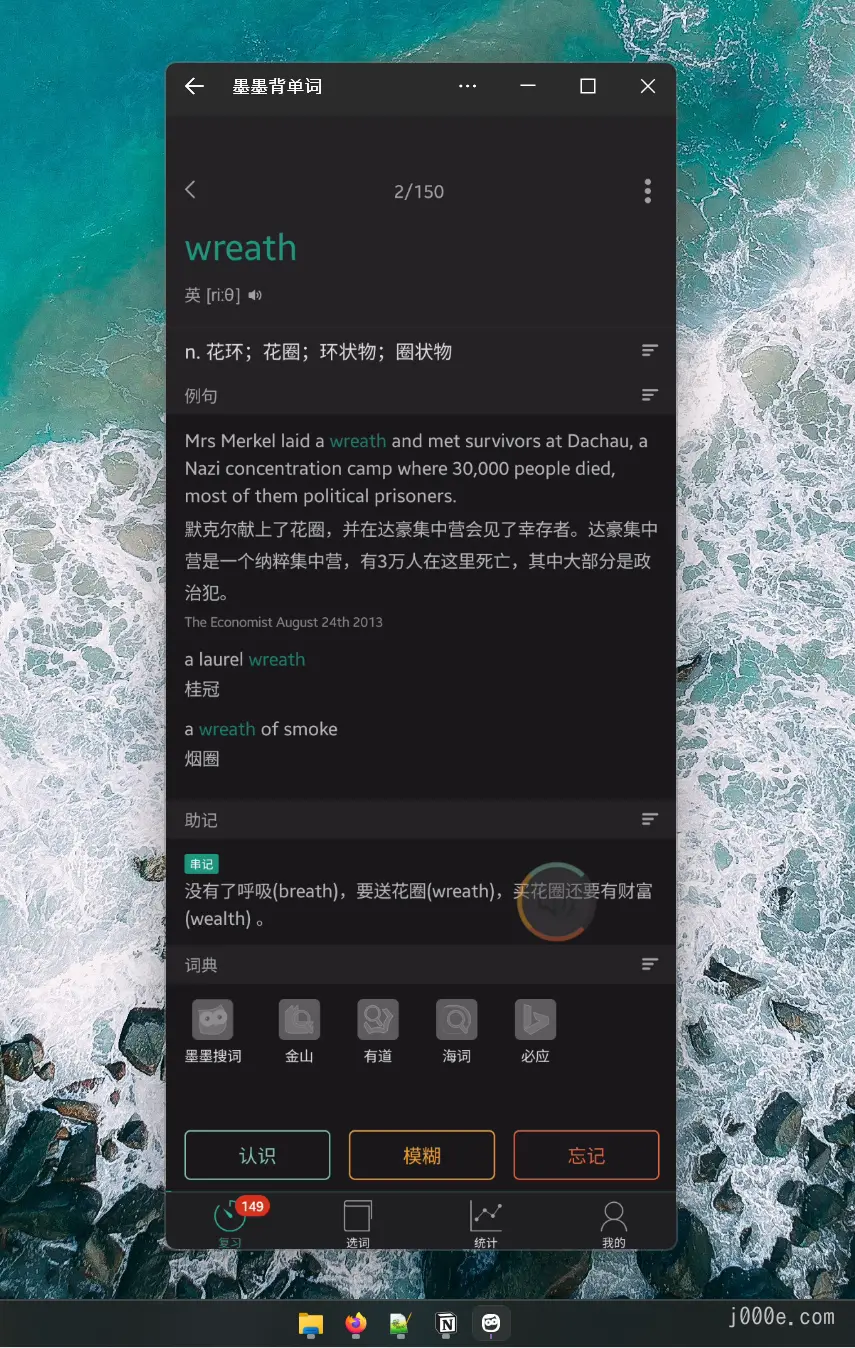 墨墨背单词
2/150
wreath
英 [ri:θ]
n. 花环；花圈；环状物；圈状物
例句
Mrs Merkel laid a wreath and met survivors at Dachau, a
Nazi concentration camp where 30,000 people died,
most of them political prisoners.
默克尔献上了花圈，并在达豪集中营会见了幸存者。达豪集中
营是一个纳粹集中营，有3万人在这里死亡，其中大部分是政
治犯。
The Economist August 24th 2013
a laurel wreath
桂冠
a wreath of smoke
烟圈
助记
串记
没有了呼吸(breath)，要送花圈(wreath)，买花圈还要有财富
(wealth) 。
词典
墨墨搜词 金山 有道 海词 必应
认识 模糊 忘记
149
复习 选词 统计 我的
j000e.com